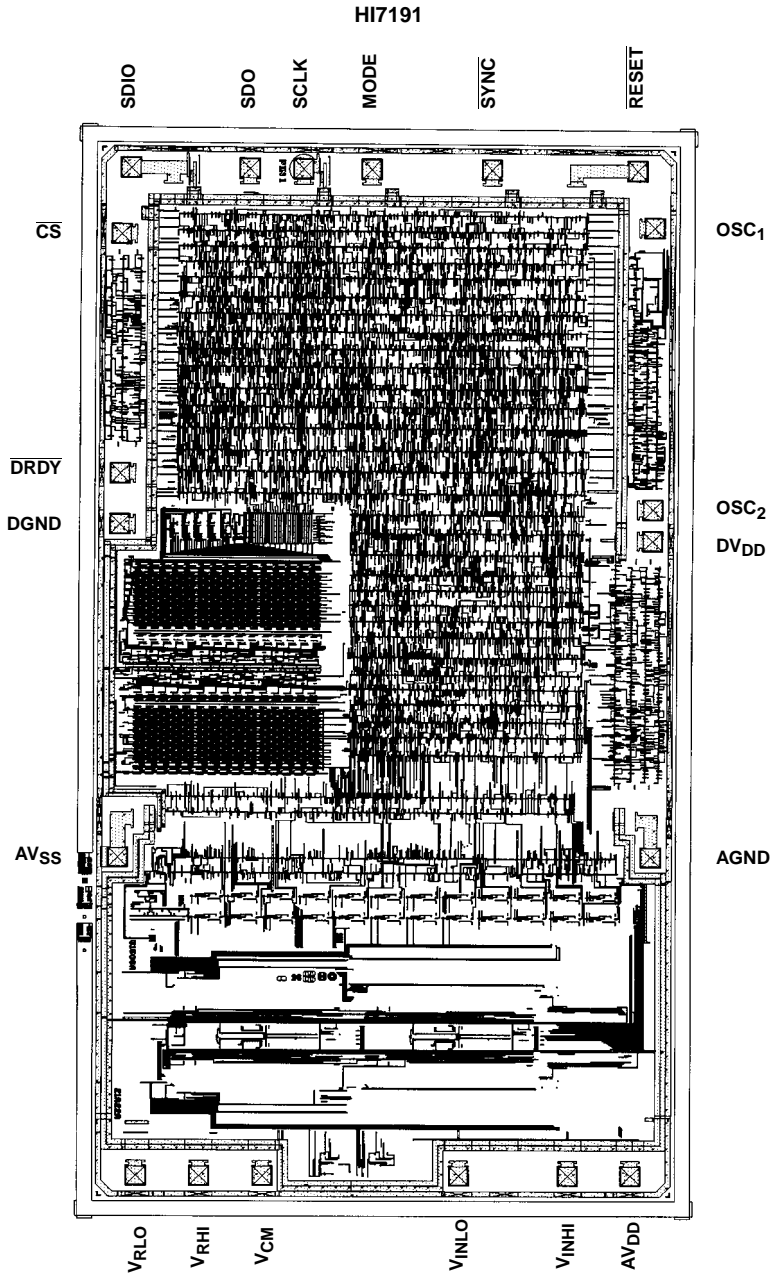 HI7191
SDIO
SDO
SCLK
MODE
SYNC
RESET
CS
OSC1
DRDY
DGND
OSC2
DVDD
AVSS
AGND
VRLO
VRHI
VCM
VINLO
VINHI
AVDD